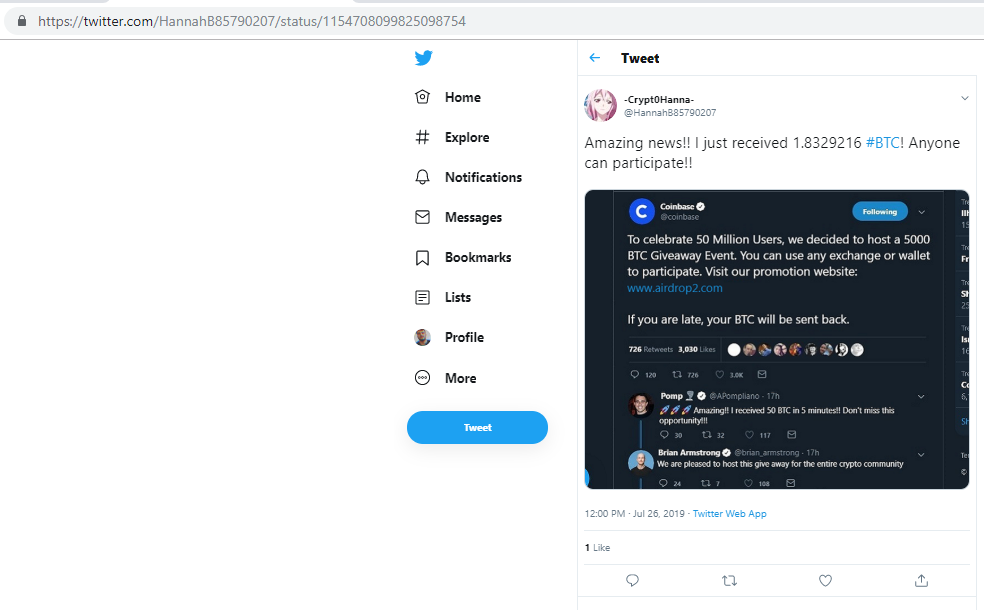 https://twitter.com/HannahB85790207/status/1154708099825098754
Home
Explore
Notifications
Messages
Bookmarks
Lists
Profile
More
Tweet
Tweet
-Crypt0Hanna-
@HannahB85790207
Amazing news!! I just received 1.8329216 #BTC! Anyone
can participate!!
Coinbase
@coinbase
Following
To celebrate 50 Million Users, we decided to host a 5000
BTC Giveaway Event. You can use any exchange or wallet
to participate. Visit our promotion website:
www.airdrop2.com
If you are late, your BTC will be sent back.
726 Retweets 3,030 Likes
120 726 3.0K
Pomp @APompliano · 17h
🚀🚀🚀 Amazing!! I received 50 BTC in 5 minutes!! Don't miss this
opportunity!!!
30 32 117
Brian Armstrong @brian_armstrong · 17h
We are pleased to host this give away for the entire crypto community
24 7 108
12:00 PM · Jul 26, 2019 · Twitter Web App
1 Like